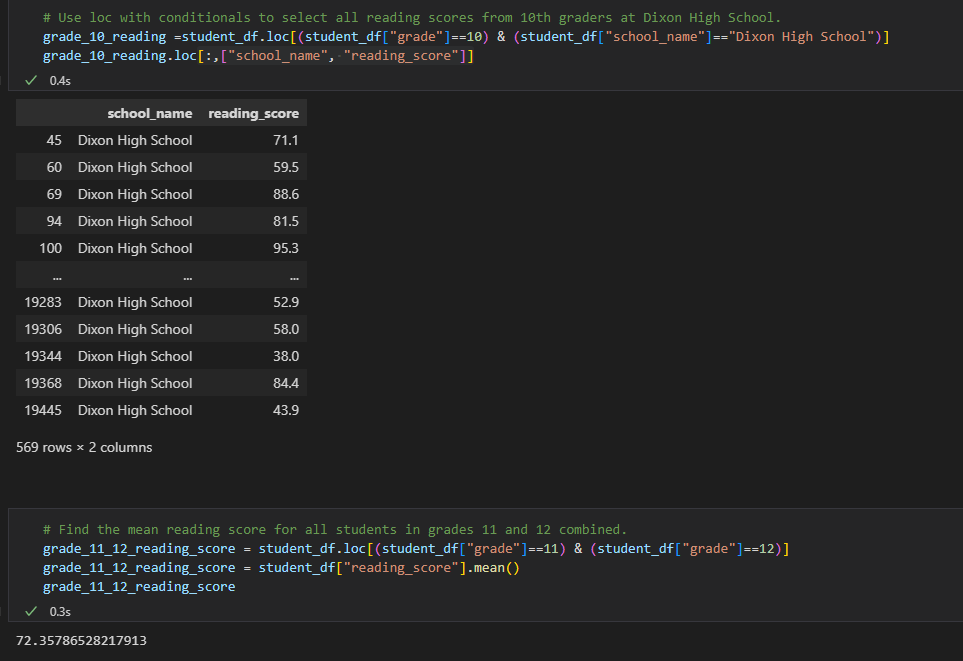 # Use loc with conditionals to select all reading scores from 10th graders at Dixon High School.
grade_10_reading =student_df.loc[(student_df["grade"]==10) & (student_df["school_name"]=="Dixon High School")]
grade_10_reading.loc[:,["school_name", "reading_score"]]
0.4s
school_name reading_score
45 Dixon High School 71.1
60 Dixon High School 59.5
69 Dixon High School 88.6
94 Dixon High School 81.5
100 Dixon High School 95.3
... ... ...
19283 Dixon High School 52.9
19306 Dixon High School 58.0
19344 Dixon High School 38.0
19368 Dixon High School 84.4
19445 Dixon High School 43.9
569 rows × 2 columns
# Find the mean reading score for all students in grades 11 and 12 combined.
grade_11_12_reading_score = student_df.loc[(student_df["grade"]==11) & (student_df["grade"]==12)]
grade_11_12_reading_score = student_df["reading_score"].mean()
grade_11_12_reading_score
0.3s
72.35786528217913